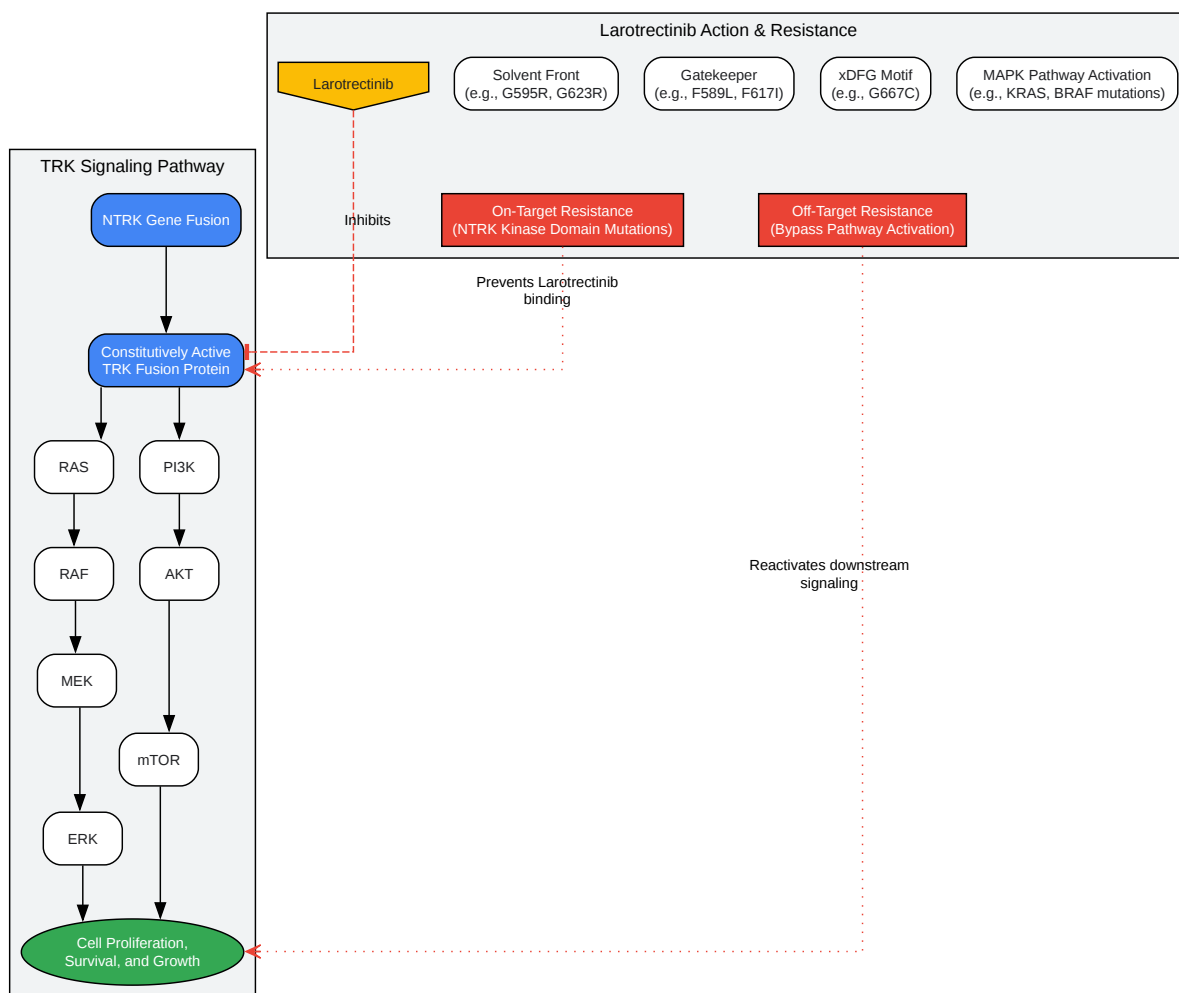 Larotrectinib Action & Resistance
Larotrectinib
Solvent Front
(e.g., G595R, G623R)
Gatekeeper
(e.g., F589L, F617I)
xDFG Motif
(e.g., G667C)
MAPK Pathway Activation
(e.g., KRAS, BRAF mutations)
TRK Signaling Pathway
NTRK Gene Fusion
Inhibits
On-Target Resistance
(NTRK Kinase Domain Mutations)
Off-Target Resistance
(Bypass Pathway Activation)
Prevents Larotrectinib
binding
Constitutively Active
TRK Fusion Protein
RAS
PI3K
RAF
AKT
Reactivates downstream
signaling
MEK
mTOR
ERK
Cell Proliferation,
Survival, and Growth